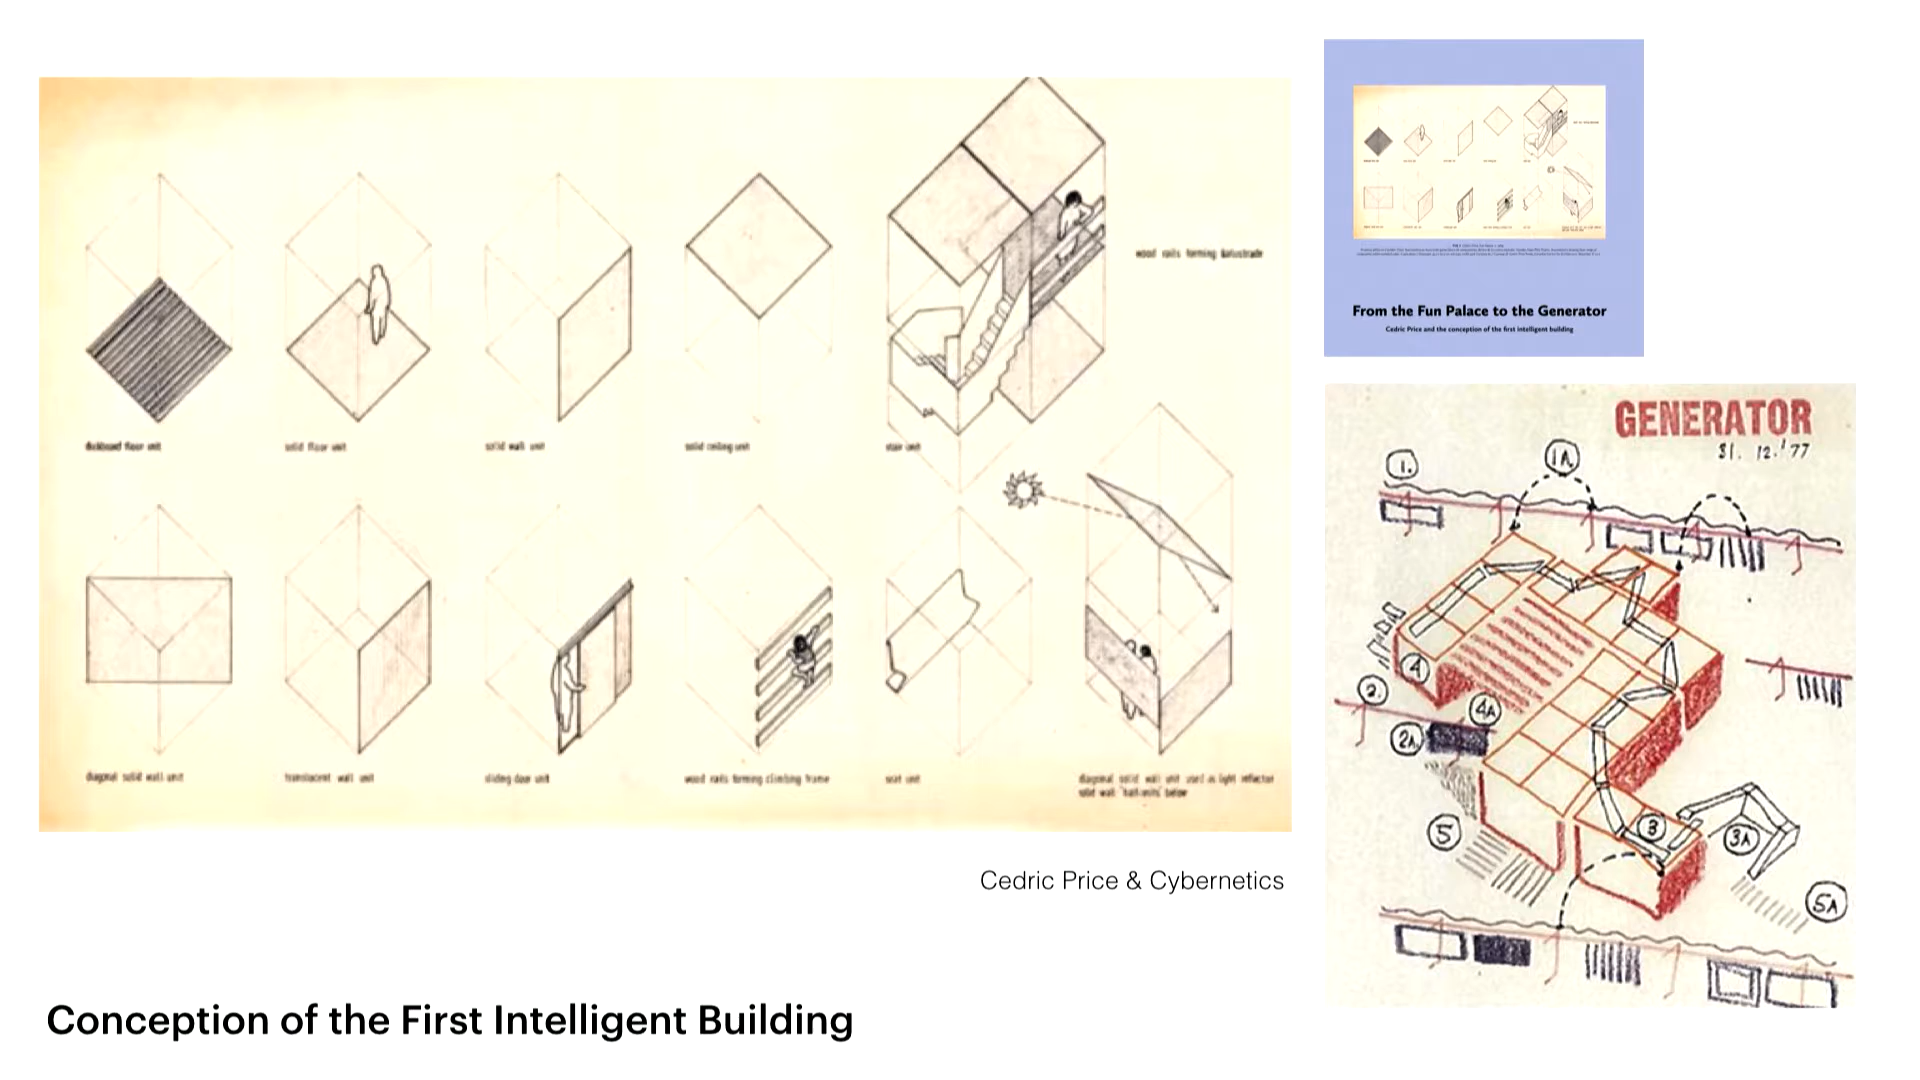 wood rails forming balustrade
duckboard floor unit
solid floor unit
solid wall unit
solid ceiling unit
stair unit
diagonal solid wall unit
translucent wall unit
sliding door unit
wood rails forming climbing frame
seat unit
diagonal solid wall unit used as light reflector
solid wall 'half-units' below
Cedric Price & Cybernetics
Conception of the First Intelligent Building
From the Fun Palace to the Generator
Cedric Price and the conception of the first intelligent building
GENERATOR
31. 12. '77
1.
1A
4
2.
4A
2A
5
3
3A
5A